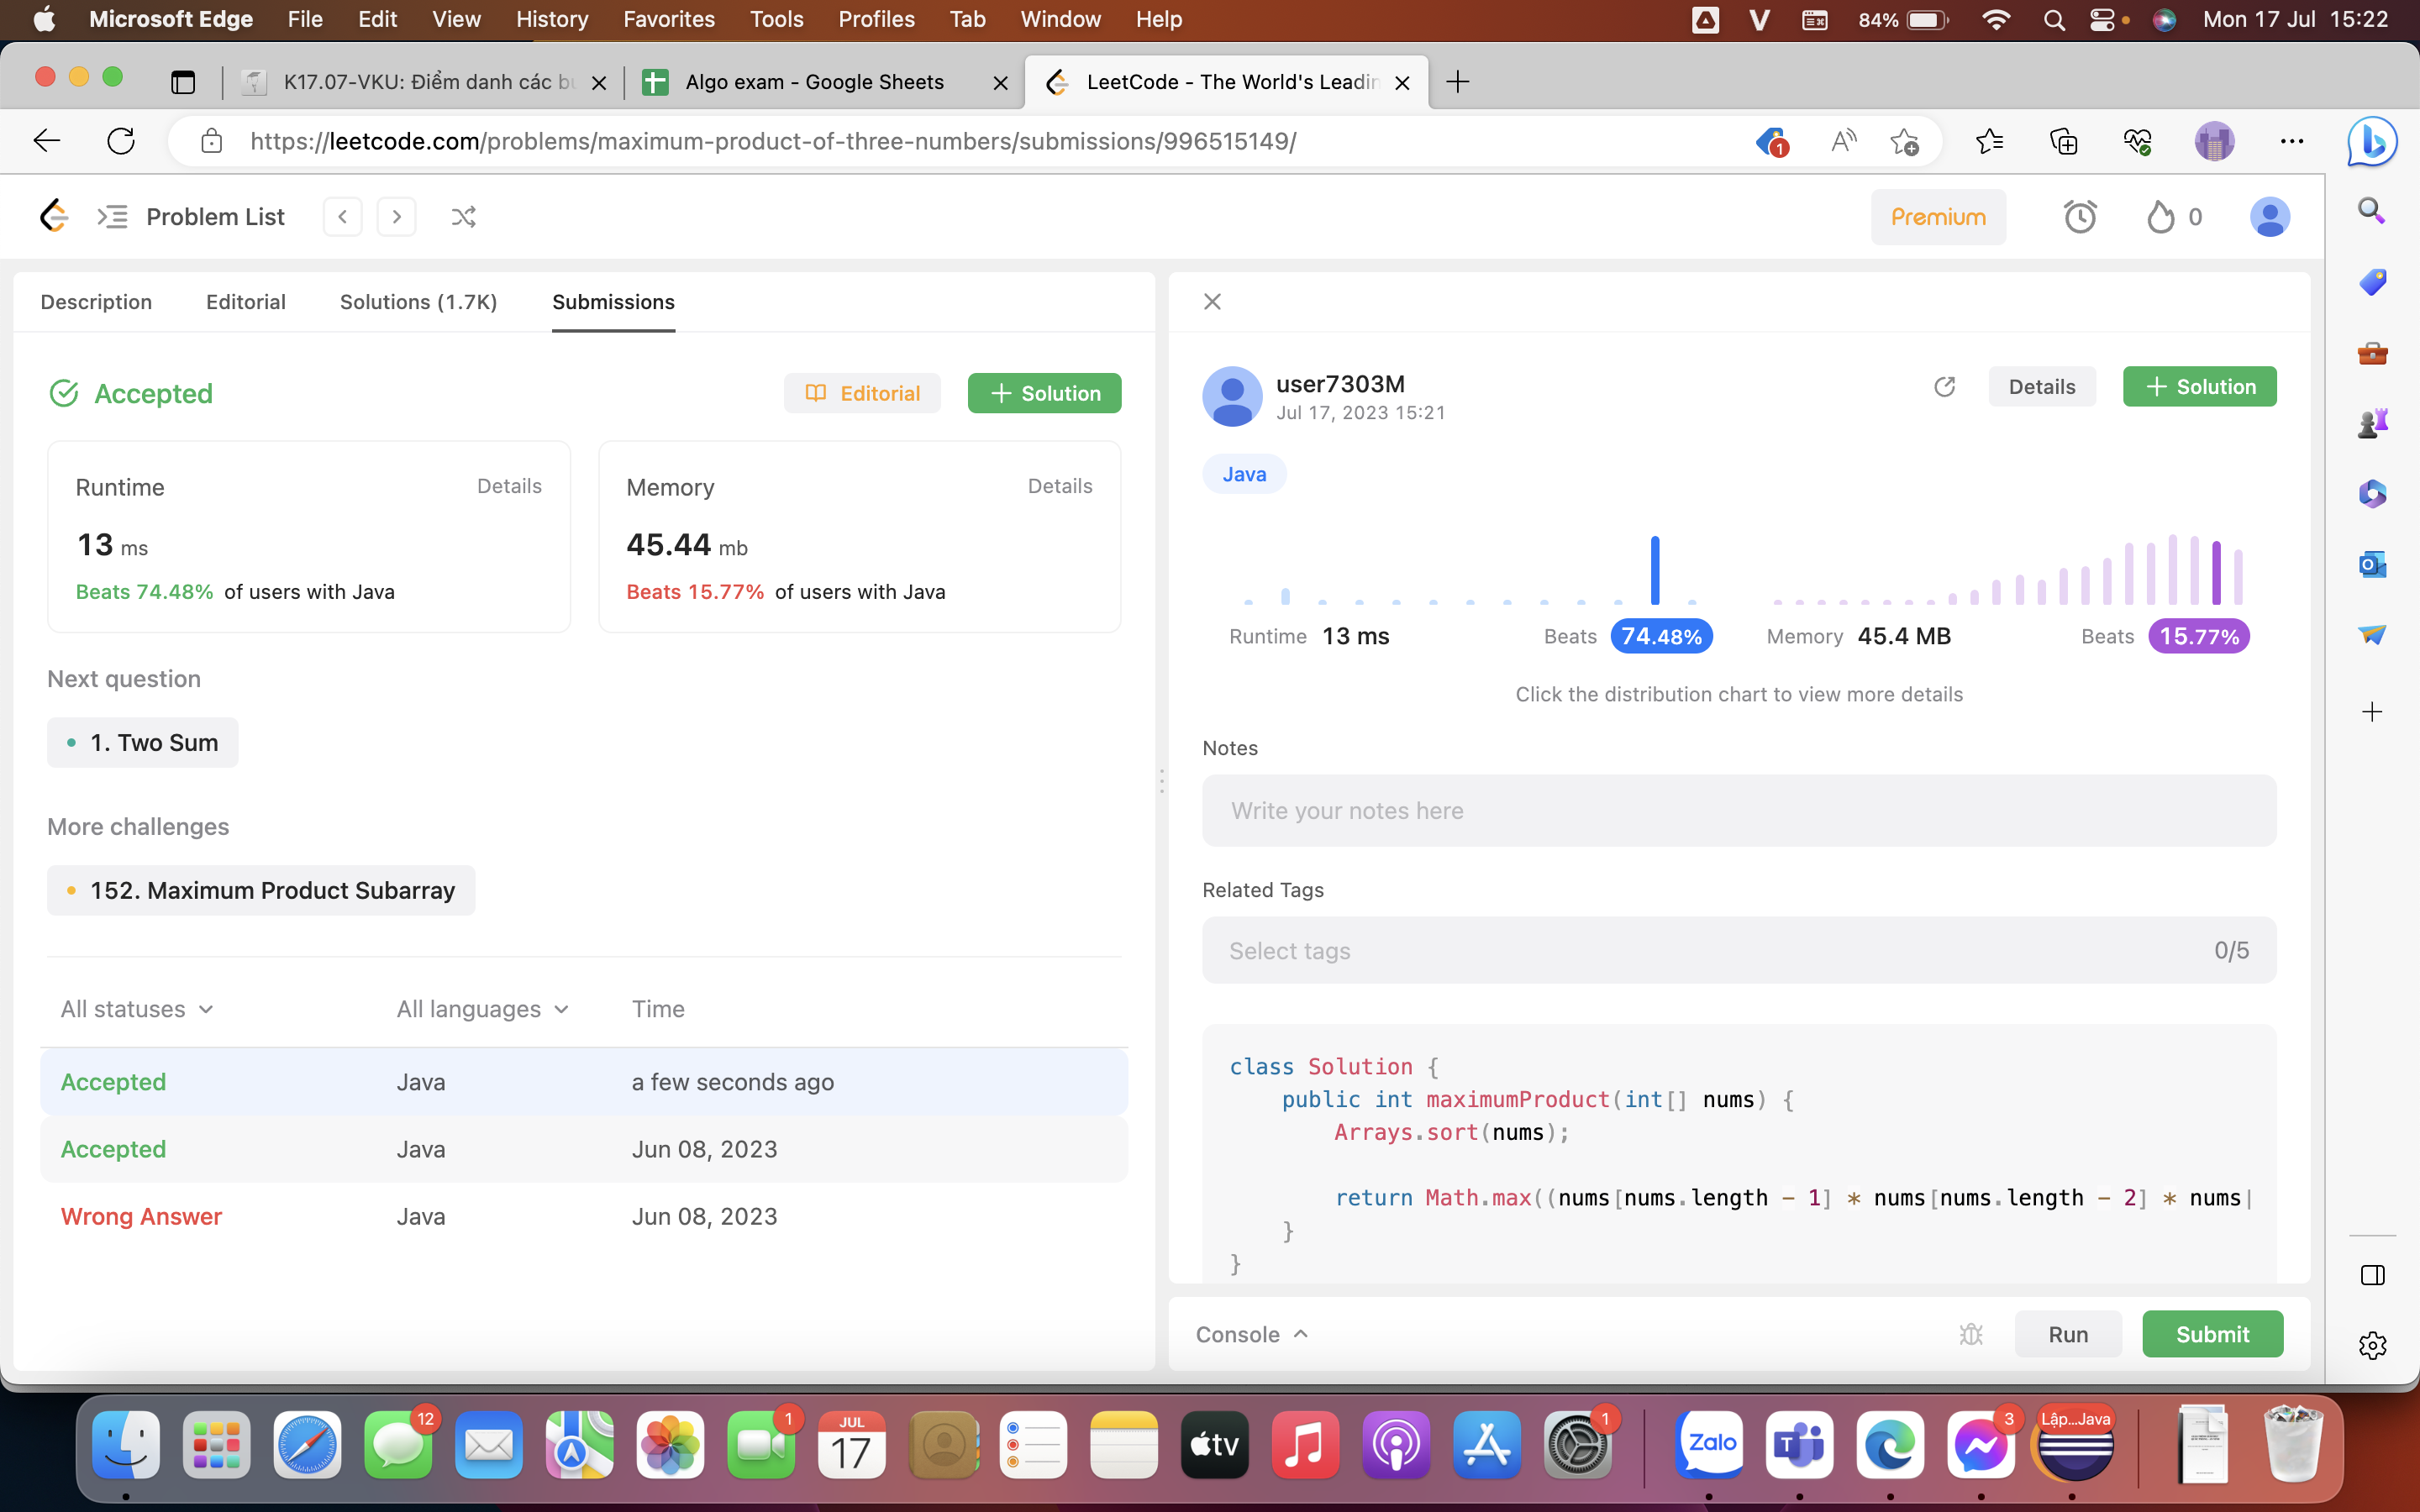 Microsoft Edge File Edit View History Favorites Tools Profiles Tab Window Help 84% Mon 17 Jul 15:22
K17.07-VKU: Điểm danh các bu Algo exam - Google Sheets LeetCode - The World's Leadin
https://leetcode.com/problems/maximum-product-of-three-numbers/submissions/996515149/ 1
Problem List Premium 0
Description Editorial Solutions (1.7K) Submissions
Accepted Editorial + Solution
Runtime Details
13 ms
Beats 74.48% of users with Java
Memory Details
45.44 mb
Beats 15.77% of users with Java
Next question
1. Two Sum
More challenges
152. Maximum Product Subarray
All statuses All languages Time
Accepted Java a few seconds ago
Accepted Java Jun 08, 2023
Wrong Answer Java Jun 08, 2023
user7303M Details + Solution
Jul 17, 2023 15:21
Java
Runtime 13 ms Beats 74.48% Memory 45.4 MB Beats 15.77%
Click the distribution chart to view more details
Notes
Write your notes here
Related Tags
Select tags 0/5
class Solution {
public int maximumProduct(int[] nums) {
Arrays.sort(nums);
return Math.max((nums[nums.length - 1] * nums[nums.length - 2] * nums[
}
}
Console Run Submit
12 1 JUL 17 tv 1 Zalo 3 Lập...Java